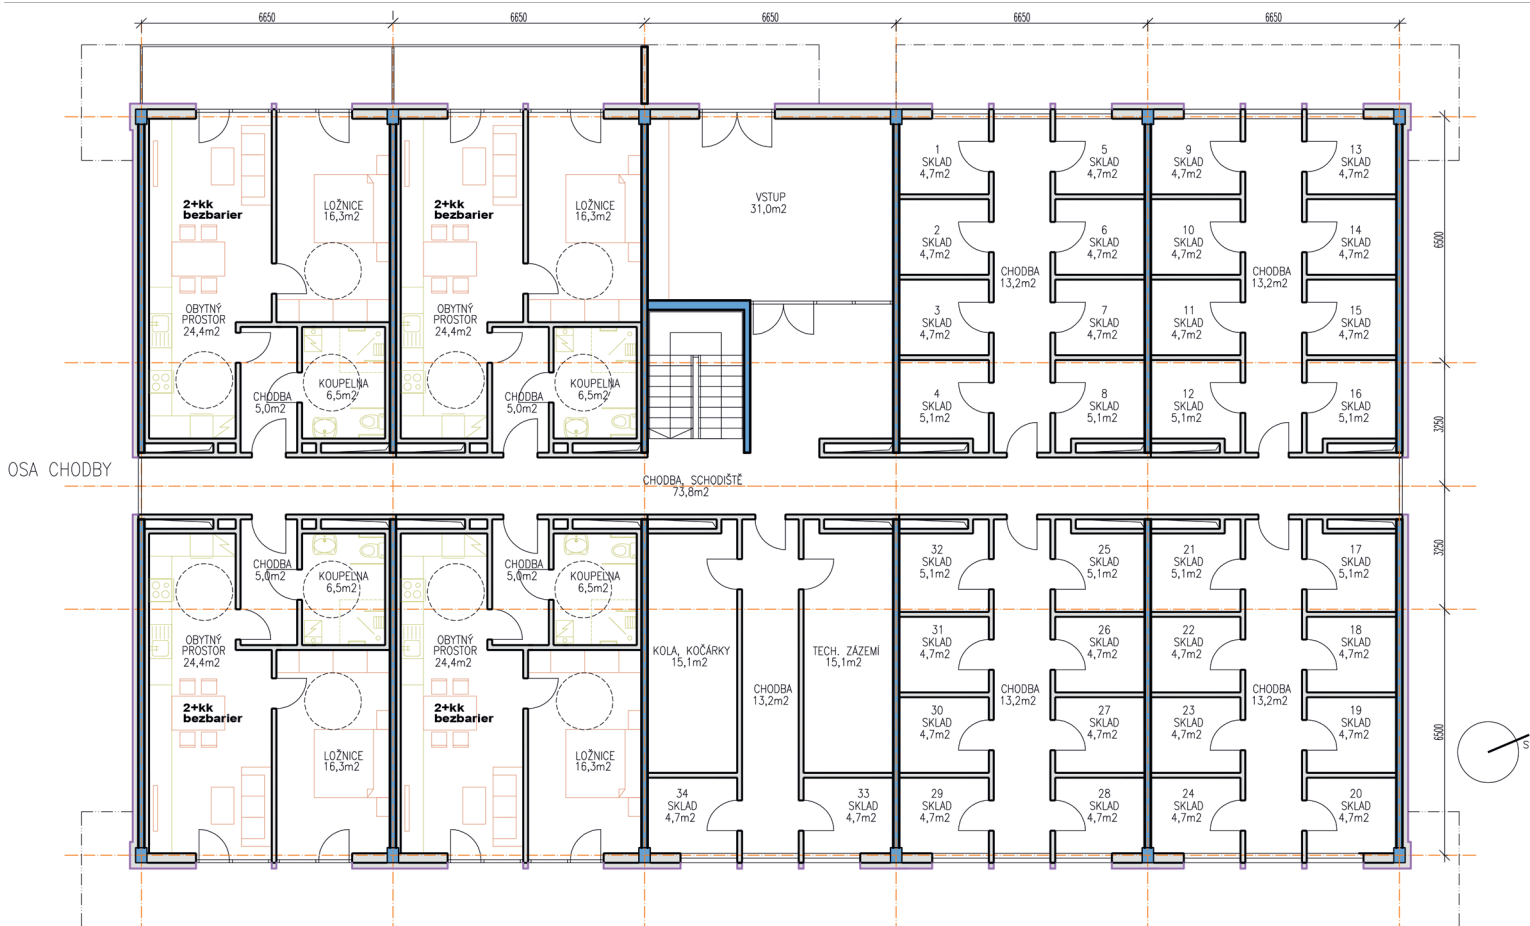 6650 6650 6650 6650 6650
1
SKLAD
4,7m2
5
SKLAD
4,7m2
9
SKLAD
4,7m2
13
SKLAD
4,7m2
2+kk
bezbarier
LOŽNICE
16,3m2
2+kk
bezbarier
LOŽNICE
16,3m2
VSTUP
31,0m2
2
SKLAD
4,7m2
6
SKLAD
4,7m2
10
SKLAD
4,7m2
14
SKLAD
4,7m2
6500
CHODBA
13,2m2
CHODBA
13,2m2
OBYTNÝ
PROSTOR
24,4m2
OBYTNÝ
PROSTOR
24,4m2
3
SKLAD
4,7m2
7
SKLAD
4,7m2
11
SKLAD
4,7m2
15
SKLAD
4,7m2
CHODBA
5,0m2
KOUPELNA
6,5m2
CHODBA
5,0m2
KOUPELNA
6,5m2
4
SKLAD
5,1m2
8
SKLAD
5,1m2
12
SKLAD
5,1m2
16
SKLAD
5,1m2
3250
OSA CHODBY
CHODBA, SCHODIŠTĚ
73,8m2
CHODBA
5,0m2
KOUPELNA
6,5m2
CHODBA
5,0m2
KOUPELNA
6,5m2
32
SKLAD
5,1m2
25
SKLAD
5,1m2
21
SKLAD
5,1m2
17
SKLAD
5,1m2
3250
OBYTNÝ
PROSTOR
24,4m2
OBYTNÝ
PROSTOR
24,4m2
KOLA, KOČÁRKY
15,1m2
TECH. ZÁZEMÍ
15,1m2
31
SKLAD
4,7m2
26
SKLAD
4,7m2
22
SKLAD
4,7m2
18
SKLAD
4,7m2
CHODBA
13,2m2
CHODBA
13,2m2
CHODBA
13,2m2
2+kk
bezbarier
2+kk
bezbarier
30
SKLAD
4,7m2
27
SKLAD
4,7m2
23
SKLAD
4,7m2
19
SKLAD
4,7m2
6500
S
LOŽNICE
16,3m2
LOŽNICE
16,3m2
34
SKLAD
4,7m2
33
SKLAD
4,7m2
29
SKLAD
4,7m2
28
SKLAD
4,7m2
24
SKLAD
4,7m2
20
SKLAD
4,7m2